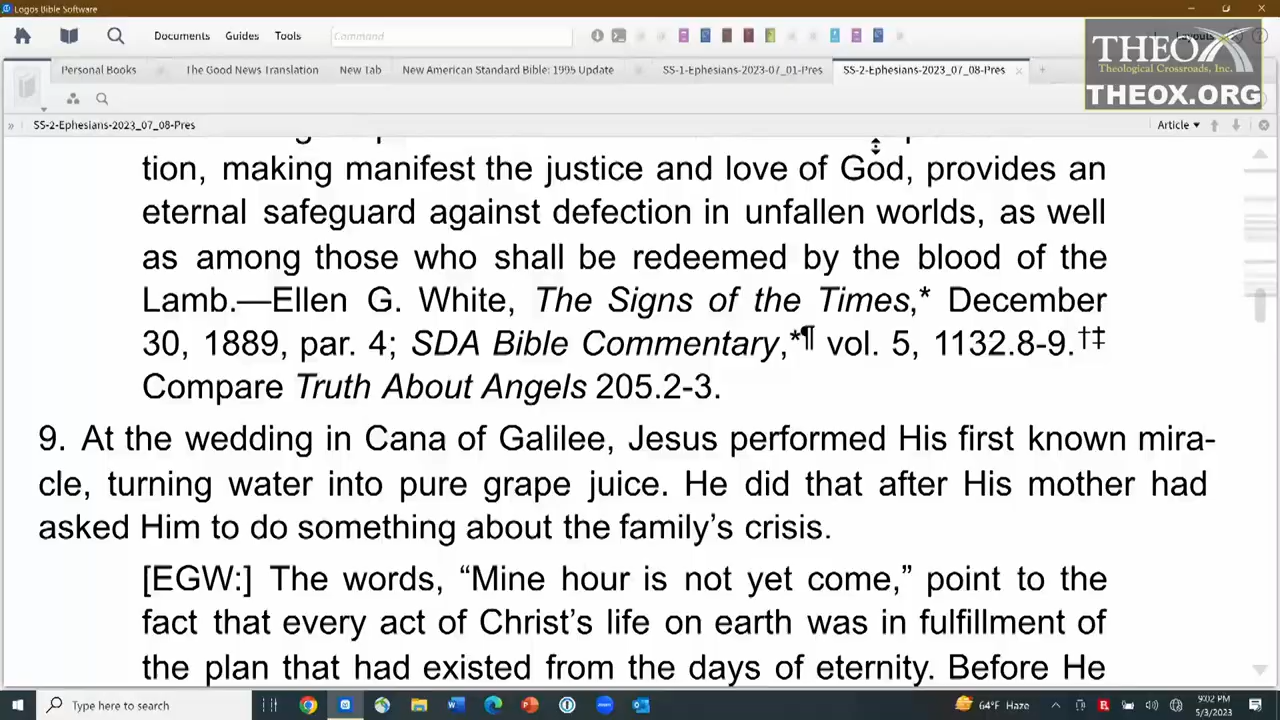 Logos Bible Software
Documents Guides Tools Command Layouts
THEOX
Theological Crossroads, Inc.
THEOX.ORG
Personal Books The Good News Translation New Tab 1995 Update SS-1-Ephesians-2023-07_01-Pres SS-2-Ephesians-2023_07_08-Pres
SS-2-Ephesians-2023_07_08-Pres Article
tion, making manifest the justice and love of God, provides an
eternal safeguard against defection in unfallen worlds, as well
as among those who shall be redeemed by the blood of the
Lamb.—Ellen G. White, The Signs of the Times,* December
30, 1889, par. 4; SDA Bible Commentary,*¶ vol. 5, 1132.8-9.†‡
Compare Truth About Angels 205.2-3.
9. At the wedding in Cana of Galilee, Jesus performed His first known mira-
cle, turning water into pure grape juice. He did that after His mother had
asked Him to do something about the family’s crisis.
[EGW:] The words, “Mine hour is not yet come,” point to the
fact that every act of Christ’s life on earth was in fulfillment of
the plan that had existed from the days of eternity. Before He
Type here to search 64°F Haze 9:02 PM
5/3/2023